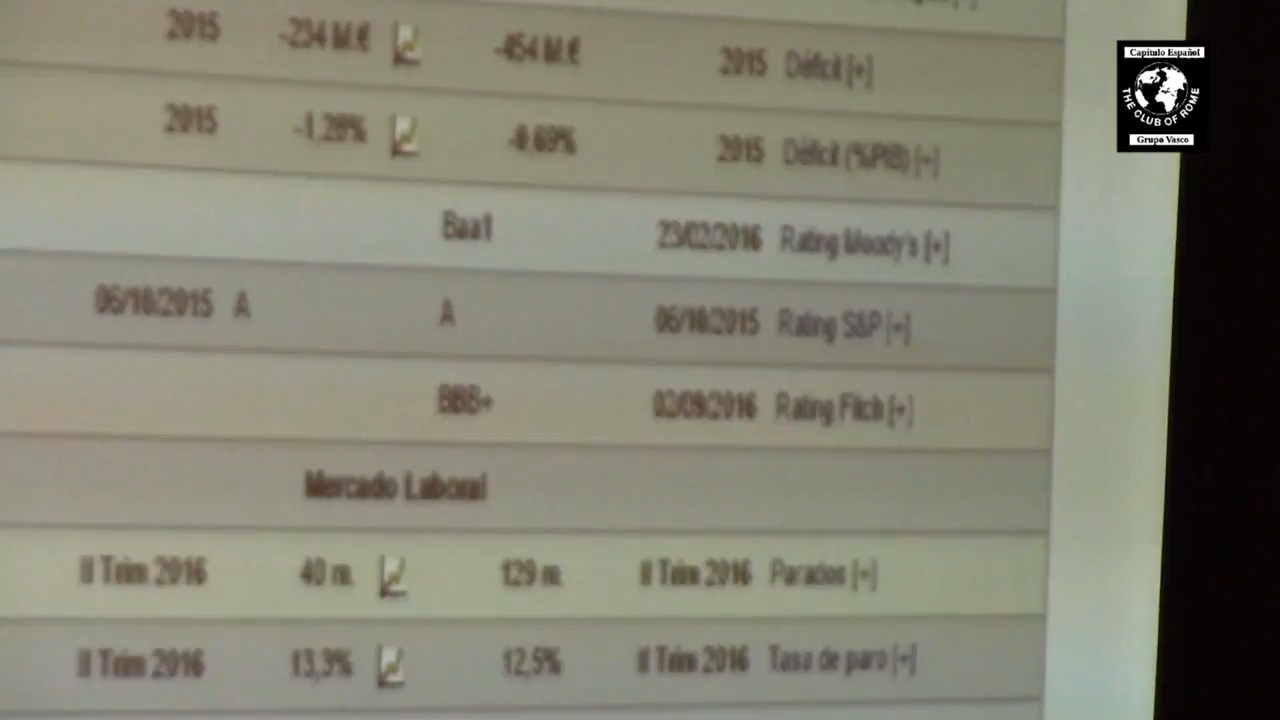 2015 -234 M.€ -454 M.€ 2015 Déficit [+]
2015 -1,28% -0,69% 2015 Déficit (%PIB) [+]
Baa1 23/02/2016 Rating Moody's [+]
06/10/2015 A A 06/10/2015 Rating S&P [+]
BBB+ 02/09/2016 Rating Fitch [+]
Mercado Laboral
II Trim 2016 40 m. 129 m. II Trim 2016 Parados [+]
II Trim 2016 13,3% 12,5% II Trim 2016 Tasa de paro [+]
Capítulo Español
THE CLUB OF ROME
Grupo Vasco